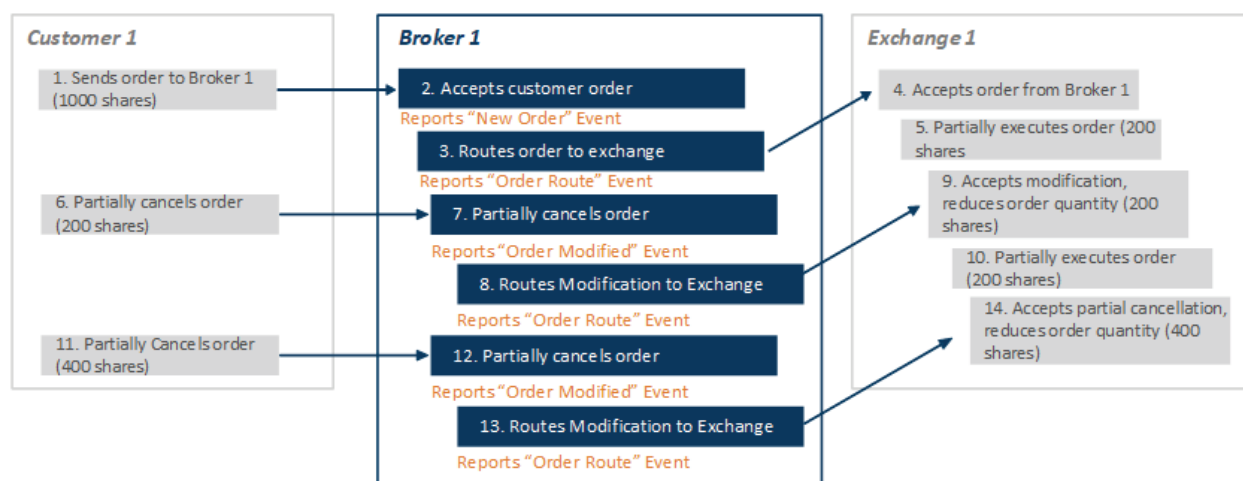 Customer 1
1. Sends order to Broker 1
(1000 shares)
6. Partially cancels order
(200 shares)
11. Partially Cancels order
(400 shares)
Broker 1
2. Accepts customer order
Reports “New Order” Event
3. Routes order to exchange
Reports “Order Route” Event
7. Partially cancels order
Reports “Order Modified” Event
8. Routes Modification to Exchange
Reports “Order Route” Event
12. Partially cancels order
Reports “Order Modified” Event
13. Routes Modification to Exchange
Reports “Order Route” Event
Exchange 1
4. Accepts order from Broker 1
5. Partially executes order (200
shares
9. Accepts modification,
reduces order quantity (200
shares)
10. Partially executes order
(200 shares)
14. Accepts partial cancellation,
reduces order quantity (400
shares)